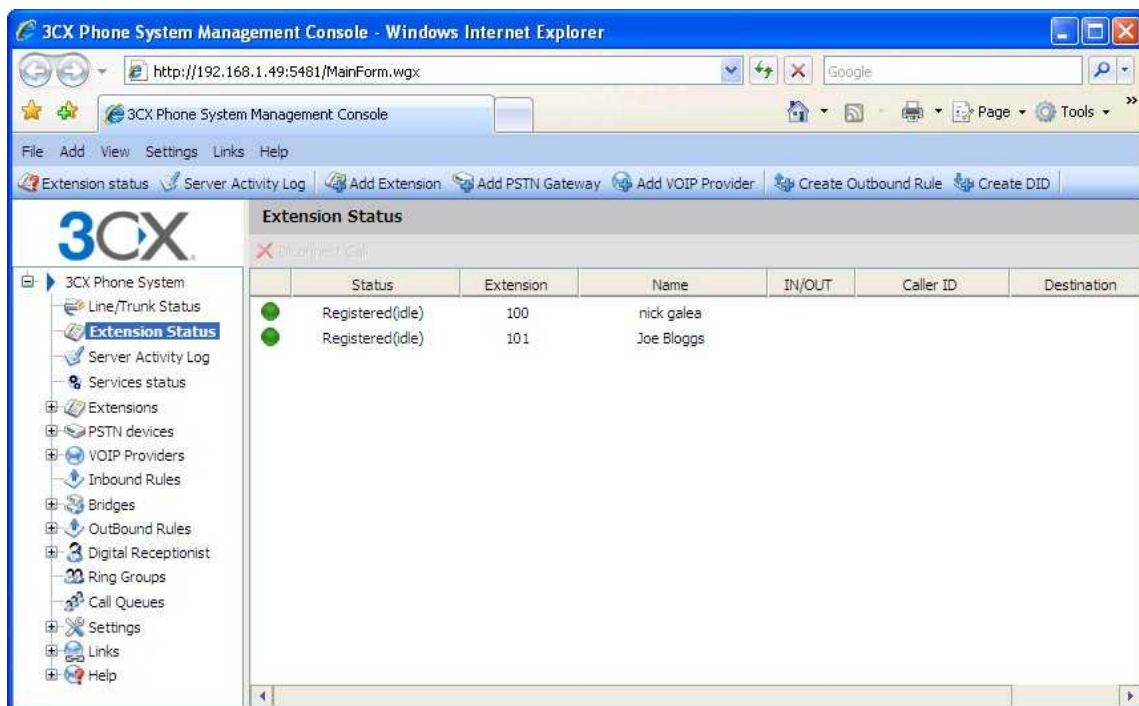 3CX Phone System Management Console - Windows Internet Explorer
http://192.168.1.49:5481/MainForm.wgx
Google
3CX Phone System Management Console
Page
Tools
»
File Add View Settings Links Help
Extension status Server Activity Log Add Extension Add PSTN Gateway Add VOIP Provider Create Outbound Rule Create DID
3CX
Extension Status
Disconnect Call
Status Extension Name IN/OUT Caller ID Destination
Registered(idle) 100 nick galea
Registered(idle) 101 Joe Bloggs
3CX Phone System
Line/Trunk Status
Extension Status
Server Activity Log
Services status
Extensions
PSTN devices
VOIP Providers
Inbound Rules
Bridges
OutBound Rules
Digital Receptionist
Ring Groups
Call Queues
Settings
Links
Help